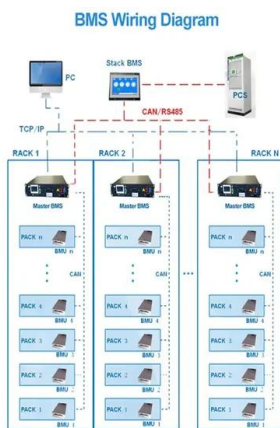 BMS Wiring Diagram
Stack BMS
PC
PCS
CAN/RS485
TCP/IP
RACK 1 RACK 2 RACK N
Master BMS Master BMS Master BMS
PACK n PACK n PACK n
BMU n BMU n BMU n
CAN CAN CAN
PACK 4 PACK 4 PACK 4
BMU 4 BMU 4 BMU 4
PACK 3 PACK 3 PACK 3
BMU 3 BMU 3 BMU 3
PACK 2 PACK 2 PACK 2
BMU 2 BMU 2 BMU 2
PACK 1 PACK 1 PACK 1
BMU 1 BMU 1 BMU 1